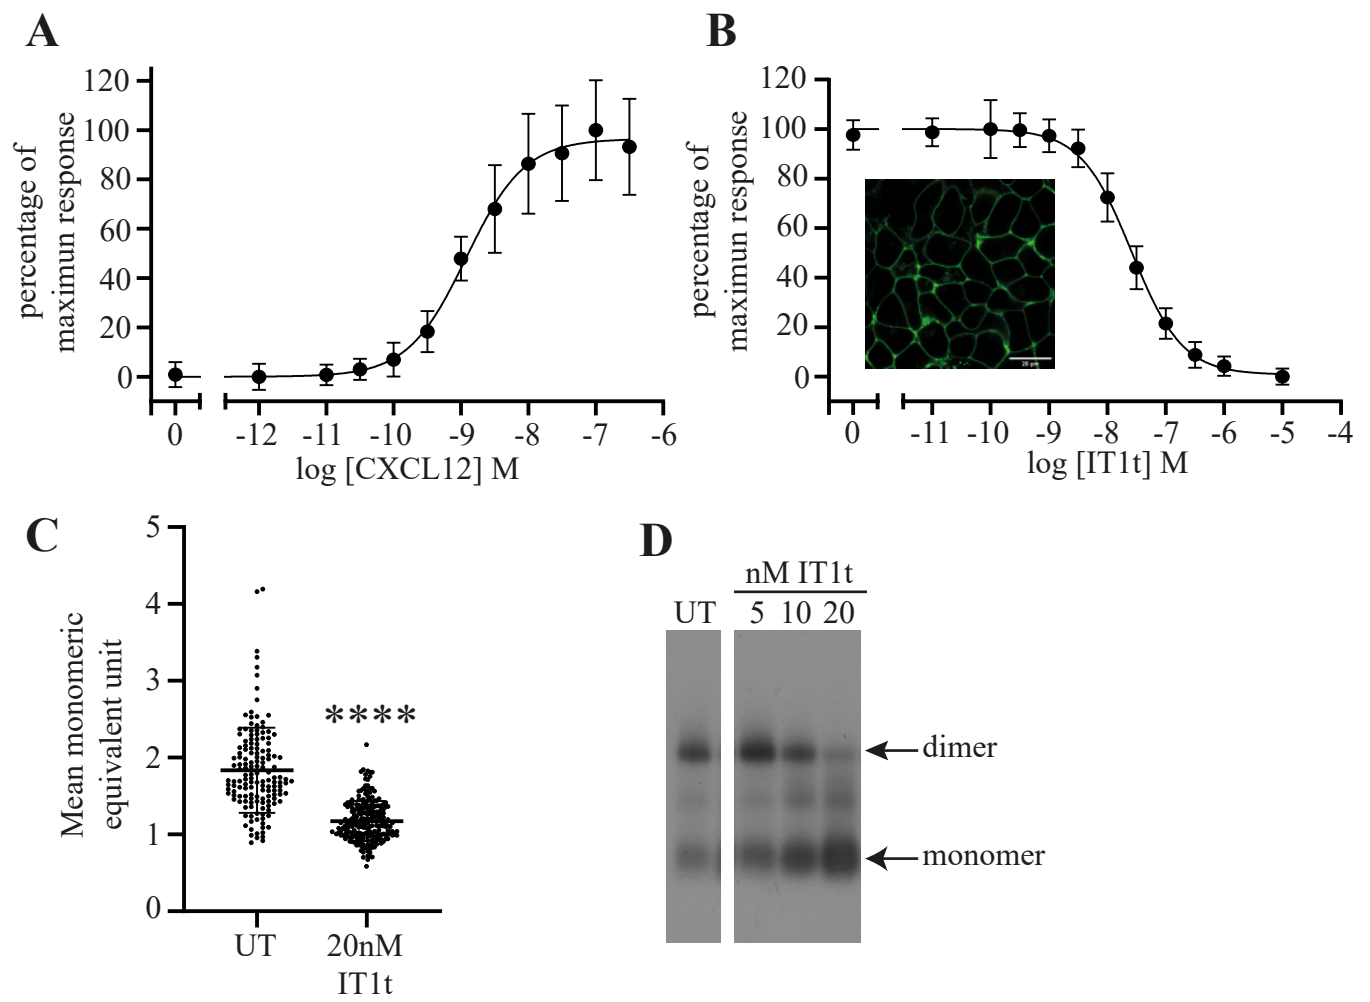 A
120
100
80
60
40
20
0
percentage of
maximun response
0 -12 -11 -10 -9 -8 -7 -6
log [CXCL12] M
B
120
100
80
60
40
20
0
percentage of
maximun response
20 μm
0 -11 -10 -9 -8 -7 -6 -5 -4
log [IT1t] M
C
5
4
3
2
1
0
Mean monomeric
equivalent unit
****
UT 20nM
IT1t
D
nM IT1t
UT 5 10 20
dimer
monomer